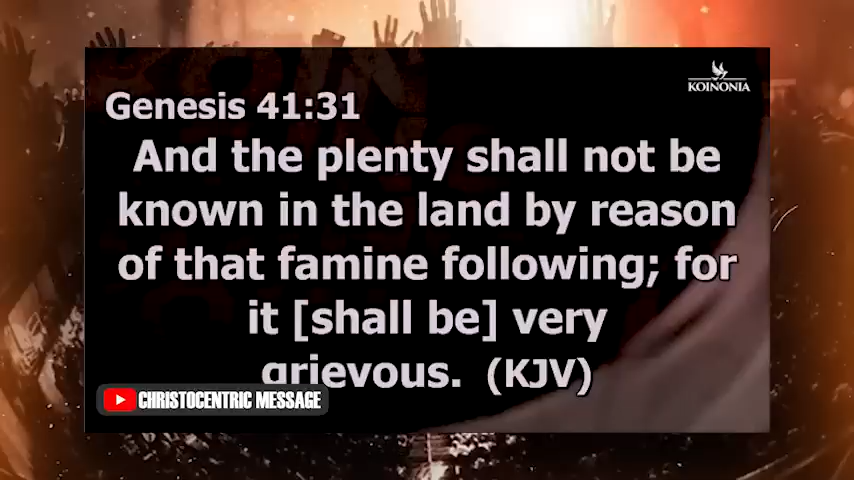 KOINONIA
Genesis 41:31
And the plenty shall not be
known in the land by reason
of that famine following; for
it [shall be] very
grievous. (KJV)
CHRISTOCENTRIC MESSAGE